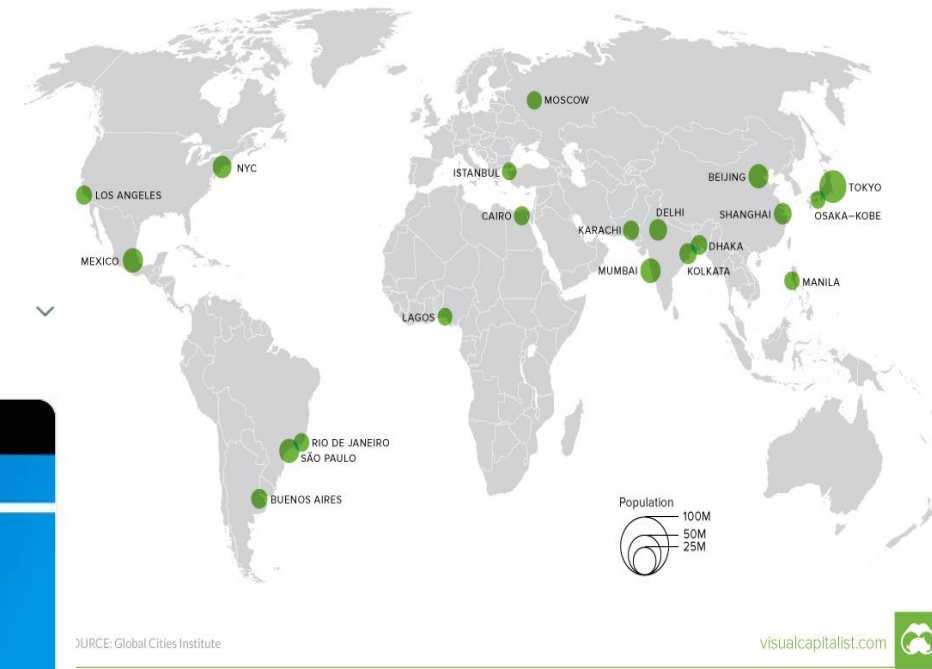 MOSCOW
NYC
ISTANBUL
BEIJING
TOKYO
LOS ANGELES
CAIRO
DELHI
SHANGHAI
OSAKA–KOBE
KARACHI
DHAKA
MEXICO
MUMBAI
KOLKATA
MANILA
LAGOS
RIO DE JANEIRO
SÃO PAULO
BUENOS AIRES
Population
100M
50M
25M
URCE: Global Cities Institute
visualcapitalist.com